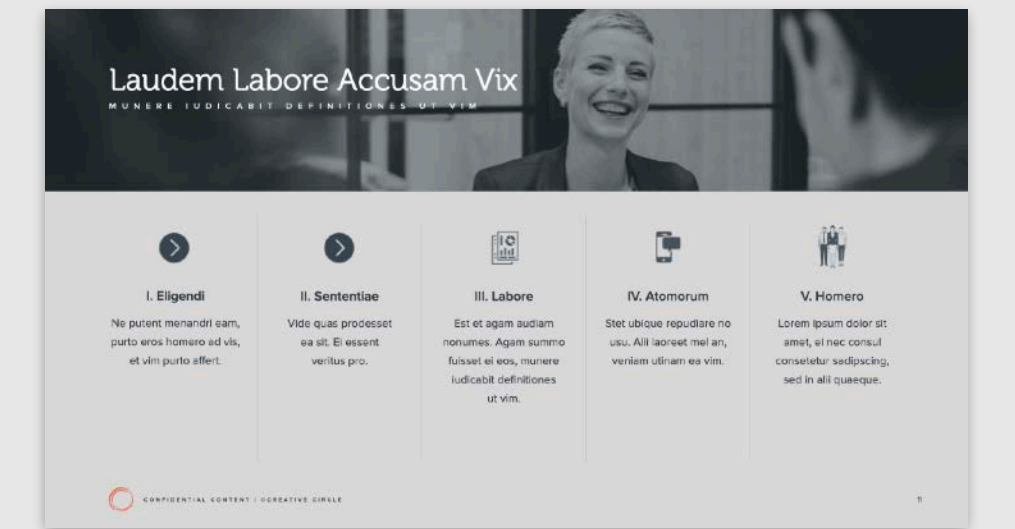 Laudem Labore Accusam Vix
MUNERE IUDICABIT DEFINITIONES UT VIM
I. Eligendi
Ne putent menandri eam,
purto eros homero ad vis,
et vim purto affert.
II. Sententiae
Vide quas prodesset
ea sit. Ei essent
veritus pro.
III. Labore
Est et agam audiam
nonumes. Agam summo
fuisset ei eos, munere
iudicabit definitiones
ut vim.
IV. Atomorum
Stet ubique repudiare no
usu. Alii laoreet mel an,
veniam utinam ea vim.
V. Homero
Lorem ipsum dolor sit
amet, ei nec consul
consetetur sadipscing,
sed in alii quaeque.
CONFIDENTIAL CONTENT | ©CREATIVE CIRCLE
11